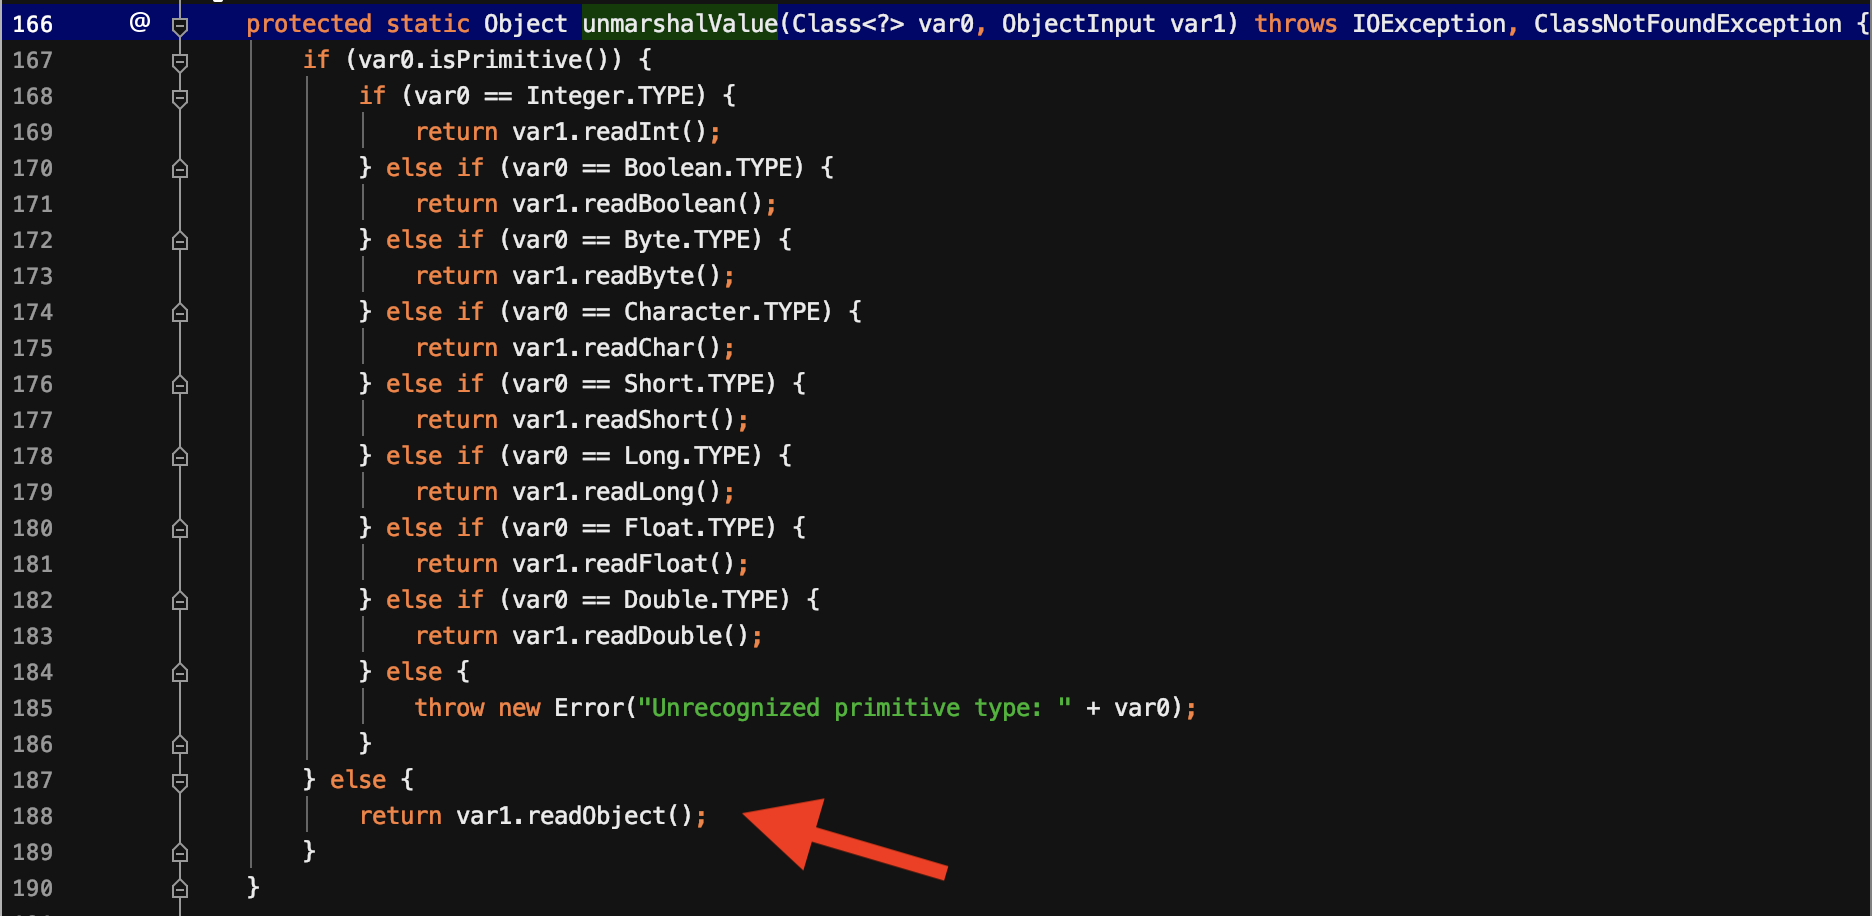 166 @ protected static Object unmarshalValue(Class<?> var0, ObjectInput var1) throws IOException, ClassNotFoundException {
167 if (var0.isPrimitive()) {
168 if (var0 == Integer.TYPE) {
169 return var1.readInt();
170 } else if (var0 == Boolean.TYPE) {
171 return var1.readBoolean();
172 } else if (var0 == Byte.TYPE) {
173 return var1.readByte();
174 } else if (var0 == Character.TYPE) {
175 return var1.readChar();
176 } else if (var0 == Short.TYPE) {
177 return var1.readShort();
178 } else if (var0 == Long.TYPE) {
179 return var1.readLong();
180 } else if (var0 == Float.TYPE) {
181 return var1.readFloat();
182 } else if (var0 == Double.TYPE) {
183 return var1.readDouble();
184 } else {
185 throw new Error("Unrecognized primitive type: " + var0);
186 }
187 } else {
188 return var1.readObject();
189 }
190 }